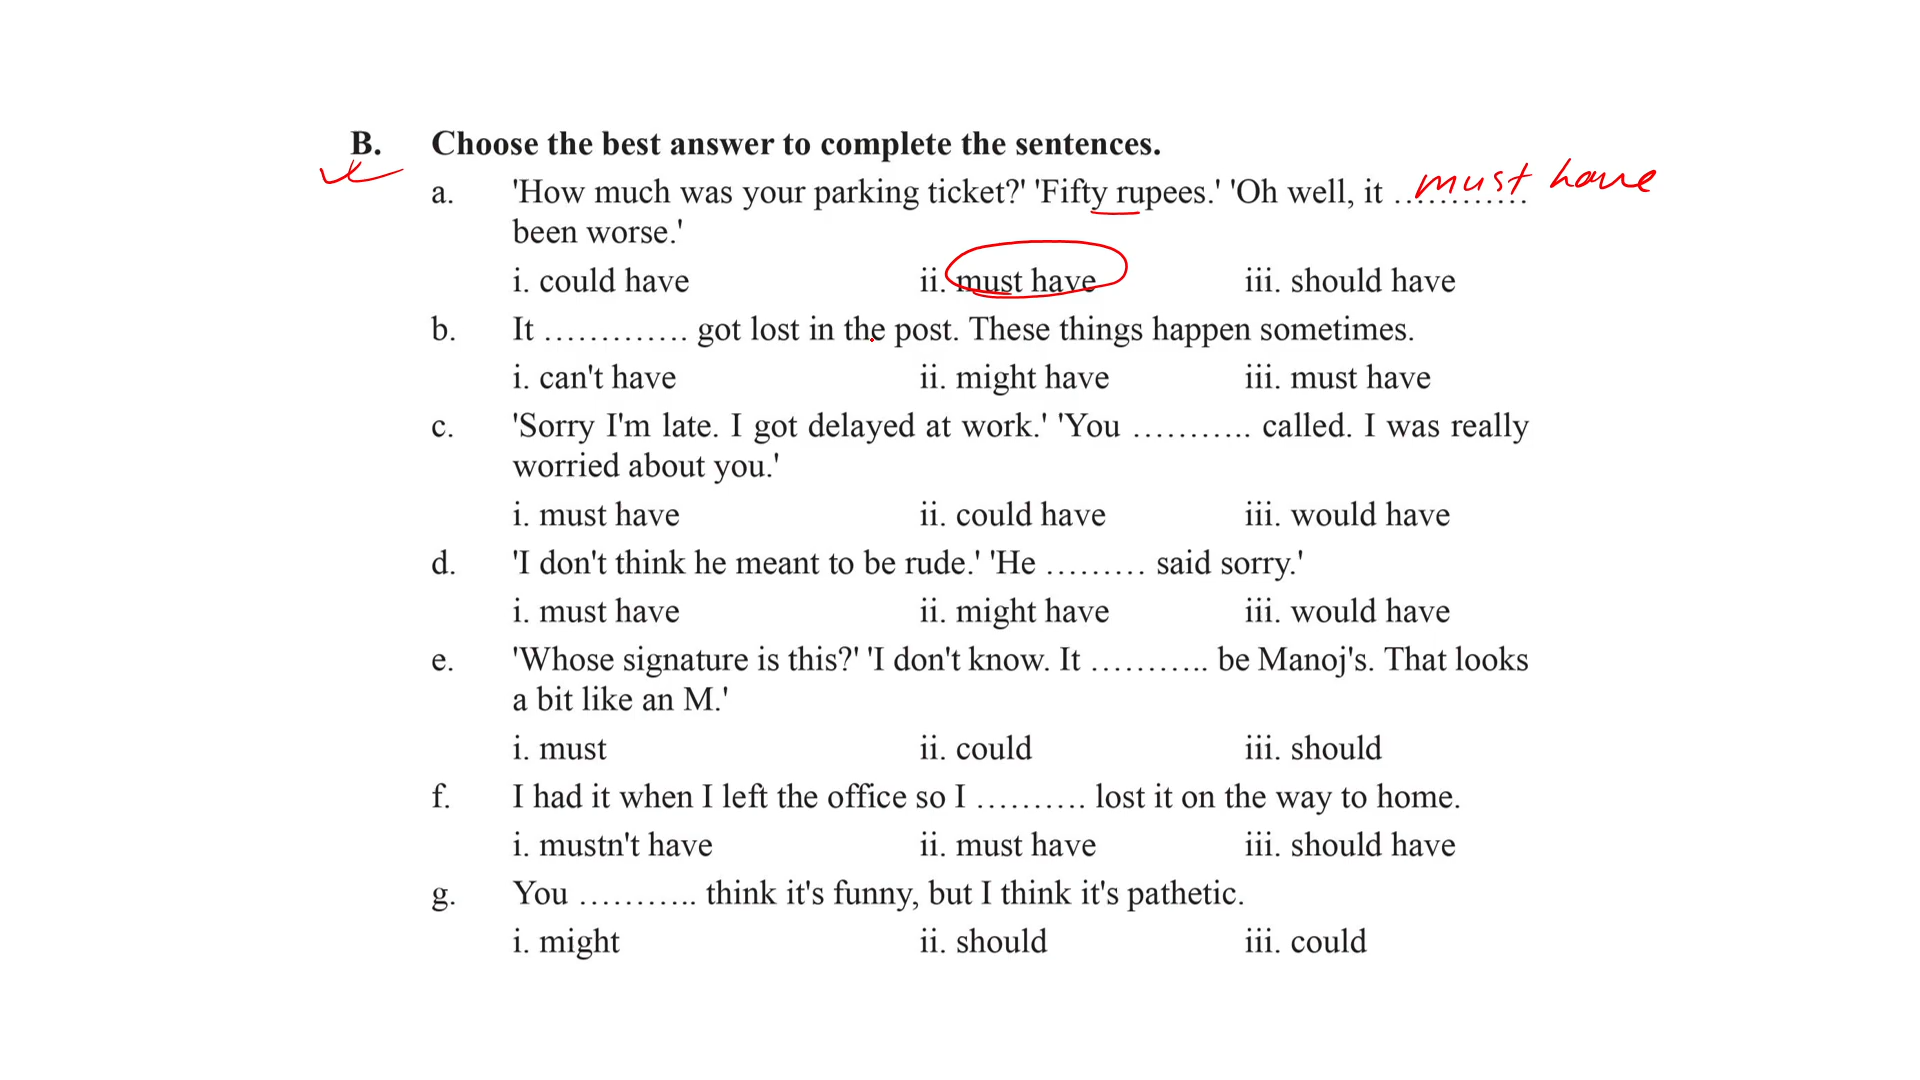 B. Choose the best answer to complete the sentences.
a. 'How much was your parking ticket?' 'Fifty rupees.' 'Oh well, it ............ must have
been worse.'
i. could have ii. must have iii. should have
b. It ............. got lost in the post. These things happen sometimes.
i. can't have ii. might have iii. must have
c. 'Sorry I'm late. I got delayed at work.' 'You ........... called. I was really
worried about you.'
i. must have ii. could have iii. would have
d. 'I don't think he meant to be rude.' 'He ......... said sorry.'
i. must have ii. might have iii. would have
e. 'Whose signature is this?' 'I don't know. It ........... be Manoj's. That looks
a bit like an M.'
i. must ii. could iii. should
f. I had it when I left the office so I .......... lost it on the way to home.
i. mustn't have ii. must have iii. should have
g. You ........... think it's funny, but I think it's pathetic.
i. might ii. should iii. could